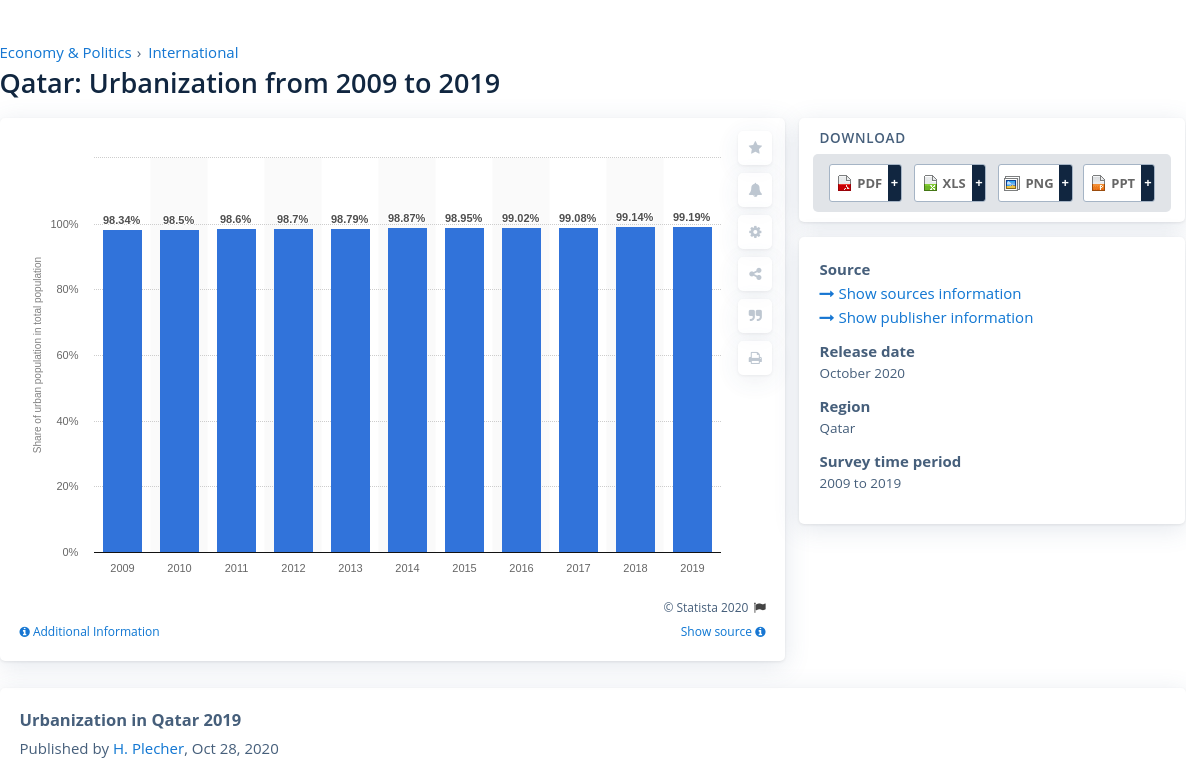 Economy & Politics › International
Qatar: Urbanization from 2009 to 2019
Share of urban population in total population
100%
80%
60%
40%
20%
0%
98.34% 98.5% 98.6% 98.7% 98.79% 98.87% 98.95% 99.02% 99.08% 99.14% 99.19%
2009 2010 2011 2012 2013 2014 2015 2016 2017 2018 2019
© Statista 2020
Additional Information
Show source
DOWNLOAD
PDF + XLS + PNG + PPT +
Source
Show sources information
Show publisher information
Release date
October 2020
Region
Qatar
Survey time period
2009 to 2019
Urbanization in Qatar 2019
Published by H. Plecher, Oct 28, 2020